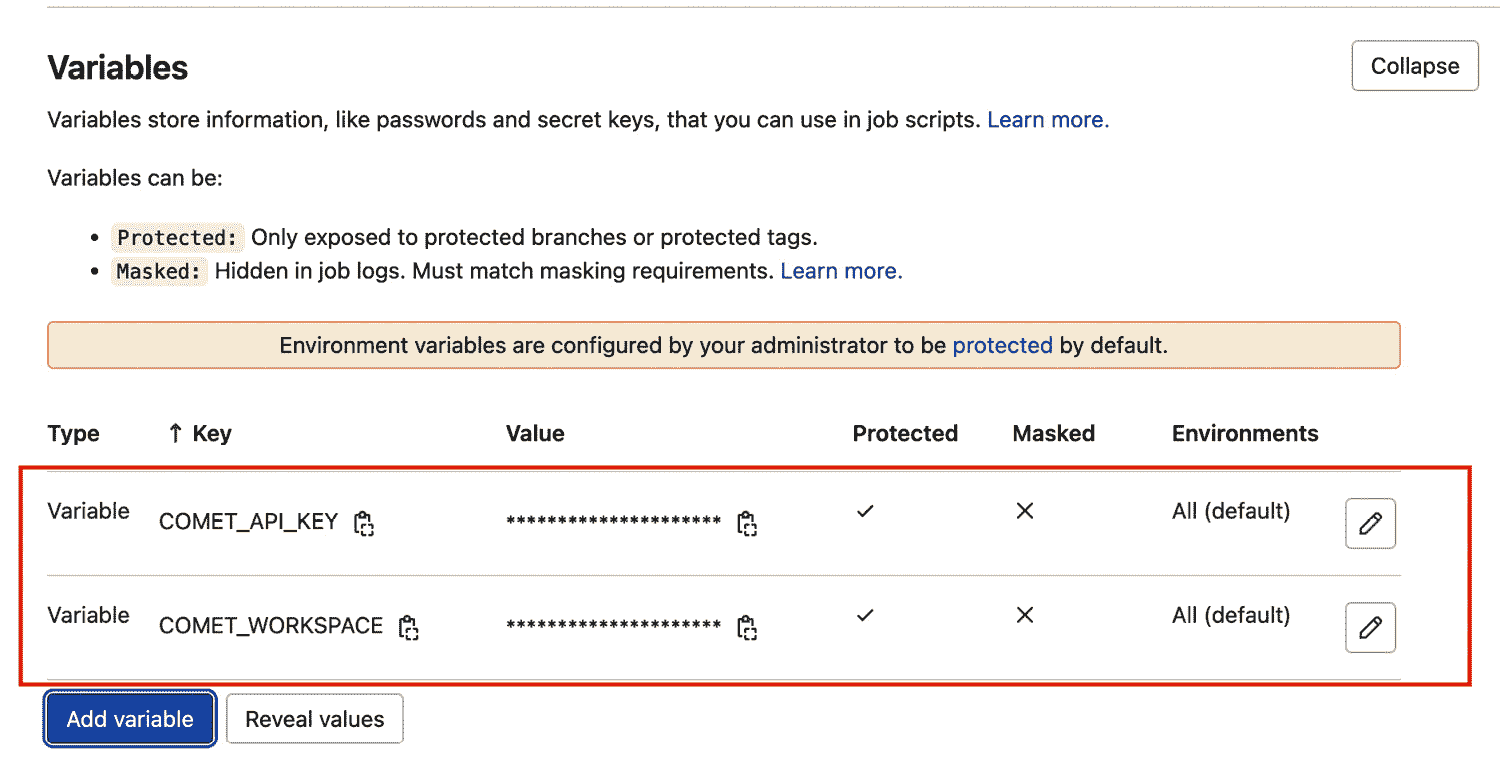 Variables
Collapse
Variables store information, like passwords and secret keys, that you can use in job scripts. Learn more.
Variables can be:
• Protected: Only exposed to protected branches or protected tags.
• Masked: Hidden in job logs. Must match masking requirements. Learn more.
Environment variables are configured by your administrator to be protected by default.
Type ↑ Key Value Protected Masked Environments
Variable COMET_API_KEY ********************* ✓ ✕ All (default)
Variable COMET_WORKSPACE ********************* ✓ ✕ All (default)
Add variable Reveal values